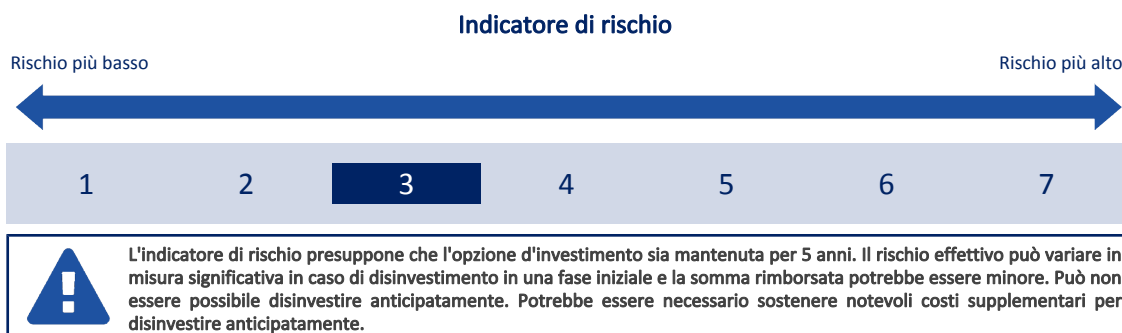 Indicatore di rischio
Rischio più basso
Rischio più alto
1 2 3 4 5 6 7
L'indicatore di rischio presuppone che l'opzione d'investimento sia mantenuta per 5 anni. Il rischio effettivo può variare in
misura significativa in caso di disinvestimento in una fase iniziale e la somma rimborsata potrebbe essere minore. Può non
essere possibile disinvestire anticipatamente. Potrebbe essere necessario sostenere notevoli costi supplementari per
disinvestire anticipatamente.